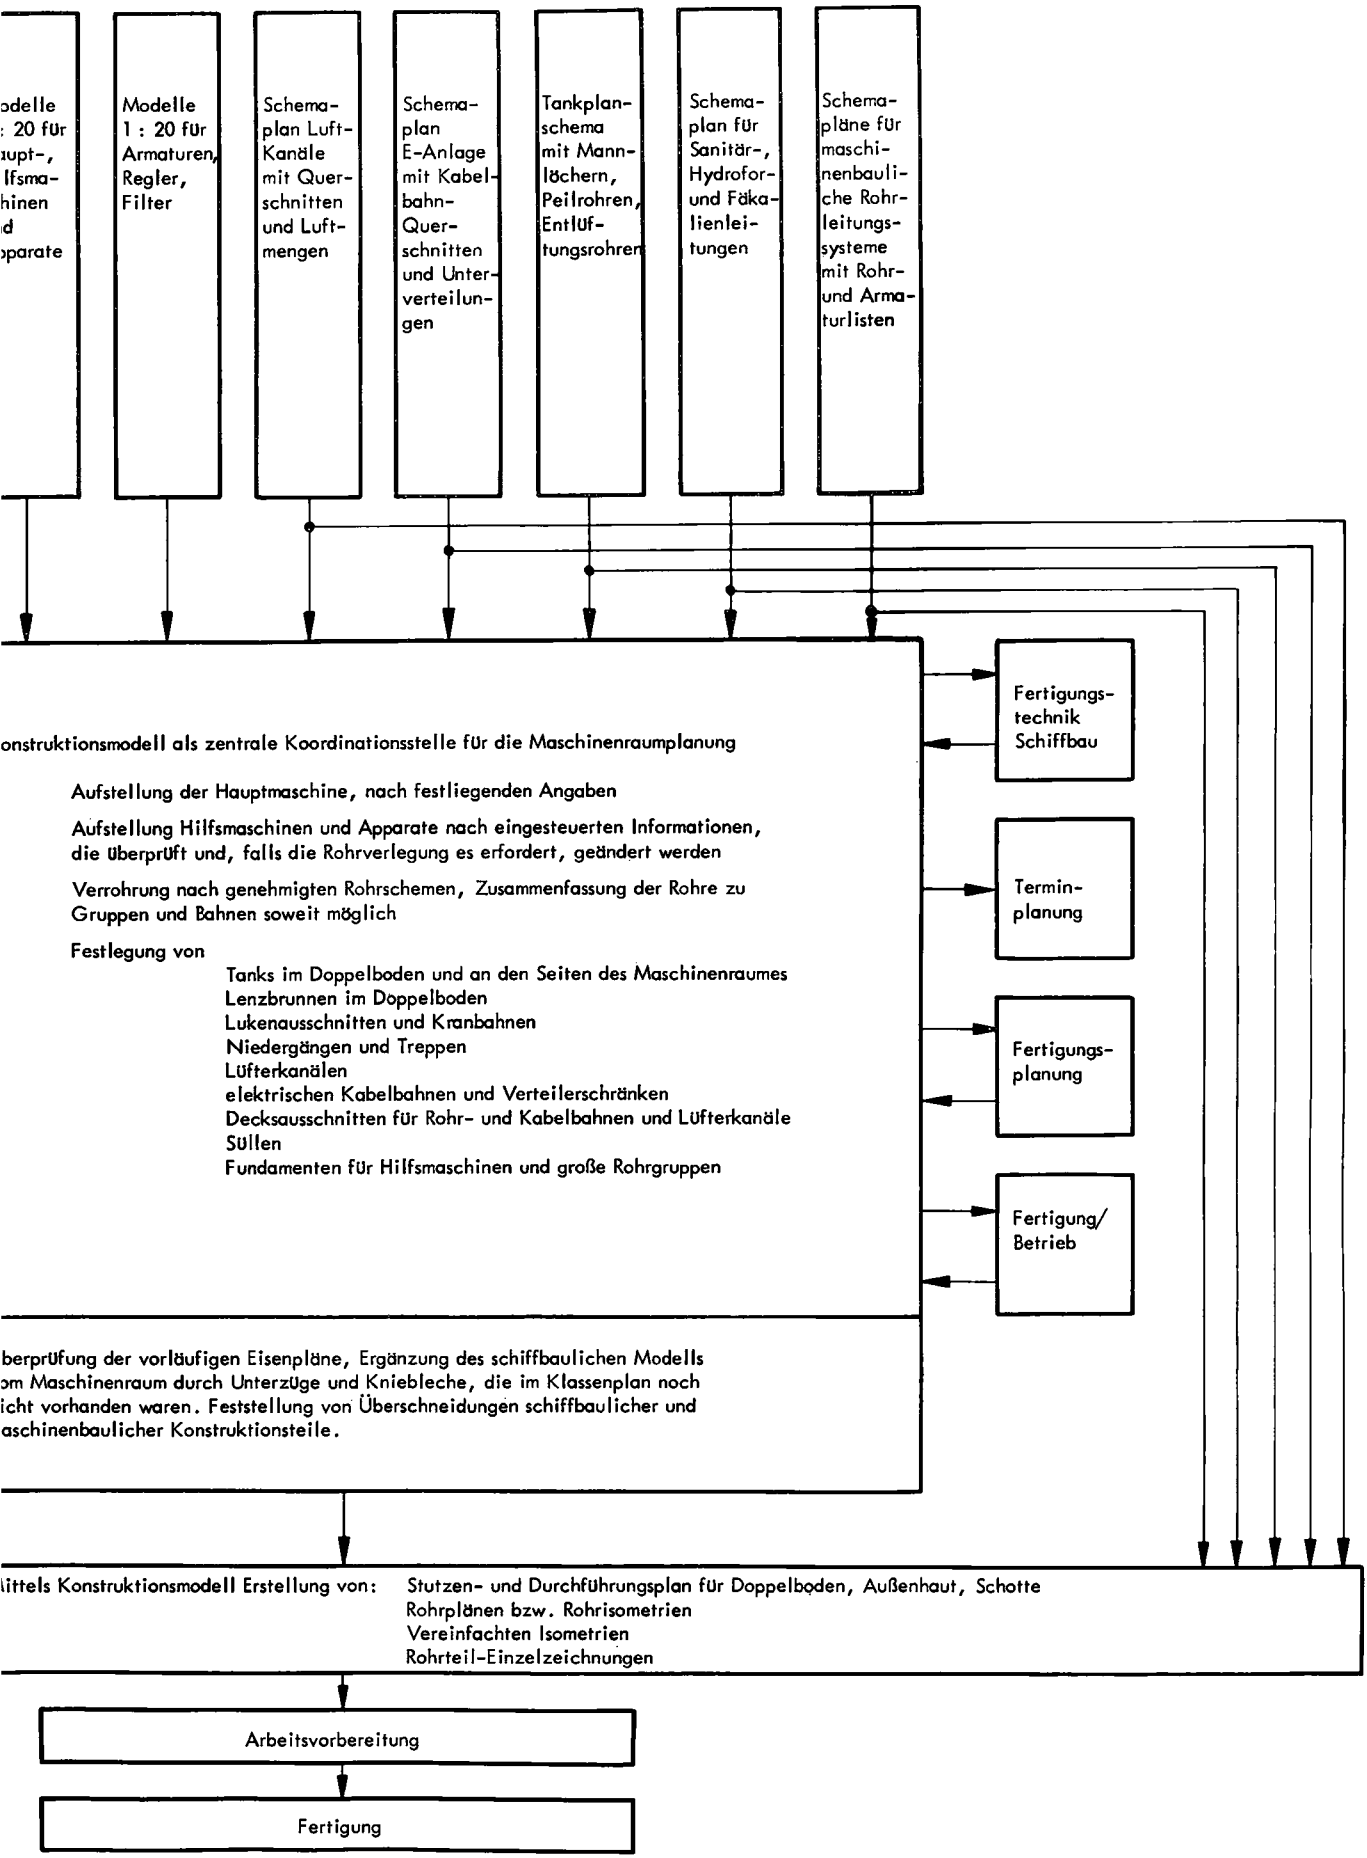 odelle
: 20 für
aupt-,
lfsma-
hinen
d
pparate
Modelle
1 : 20 für
Armaturen,
Regler,
Filter
Schema-
plan Luft-
Kanäle
mit Quer-
schnitten
und Luft-
mengen
Schema-
plan
E-Anlage
mit Kabel-
bahn-
Quer-
schnitten
und Unter-
verteilun-
gen
Tankplan-
schema
mit Mann-
löchern,
Peilrohren,
Entlüf-
tungsrohren
Schema-
plan für
Sanitär-,
Hydrofor-
und Fäka-
lienlei-
tungen
Schema-
pläne für
maschi-
nenbauli-
che Rohr-
leitungs-
systeme
mit Rohr-
und Arma-
turlisten
onstruktionsmodell als zentrale Koordinationsstelle für die Maschinenraumplanung
Aufstellung der Hauptmaschine, nach festliegenden Angaben
Aufstellung Hilfsmaschinen und Apparate nach eingesteuerten Informationen,
die überprüft und, falls die Rohrverlegung es erfordert, geändert werden
Verrohrung nach genehmigten Rohrschemen, Zusammenfassung der Rohre zu
Gruppen und Bahnen soweit möglich
Festlegung von
Tanks im Doppelboden und an den Seiten des Maschinenraumes
Lenzbrunnen im Doppelboden
Lukenausschnitten und Kranbahnen
Niedergängen und Treppen
Lüfterkanälen
elektrischen Kabelbahnen und Verteilerschränken
Decksausschnitten für Rohr- und Kabelbahnen und Lüfterkanäle
Süllen
Fundamenten für Hilfsmaschinen und große Rohrgruppen
Fertigungs-
technik
Schiffbau
Termin-
planung
Fertigungs-
planung
Fertigung/
Betrieb
berprüfung der vorläufigen Eisenpläne, Ergänzung des schiffbaulichen Modells
om Maschinenraum durch Unterzüge und Kniebleche, die im Klassenplan noch
icht vorhanden waren. Feststellung von Überschneidungen schiffbaulicher und
aschinenbaulicher Konstruktionsteile.
ittels Konstruktionsmodell Erstellung von: Stutzen- und Durchführungsplan für Doppelboden, Außenhaut, Schotte
Rohrplänen bzw. Rohrisometrien
Vereinfachten Isometrien
Rohrteil-Einzelzeichnungen
Arbeitsvorbereitung
Fertigung